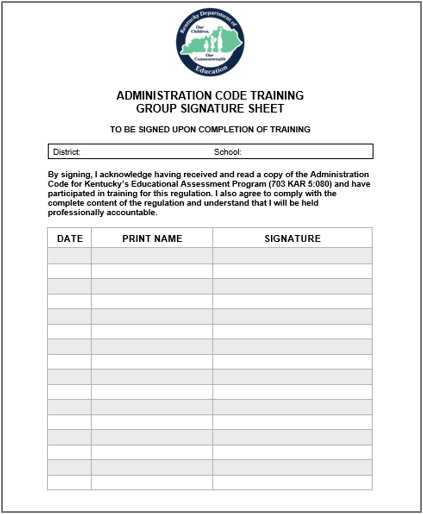 Kentucky Department of
Our
Children,
Our
Commonwealth
Education
ADMINISTRATION CODE TRAINING
GROUP SIGNATURE SHEET
TO BE SIGNED UPON COMPLETION OF TRAINING
District: School:
By signing, I acknowledge having received and read a copy of the Administration
Code for Kentucky's Educational Assessment Program (703 KAR 5:080) and have
participated in training for this regulation. I also agree to comply with the
complete content of the regulation and understand that I will be held
professionally accountable.
DATE PRINT NAME SIGNATURE